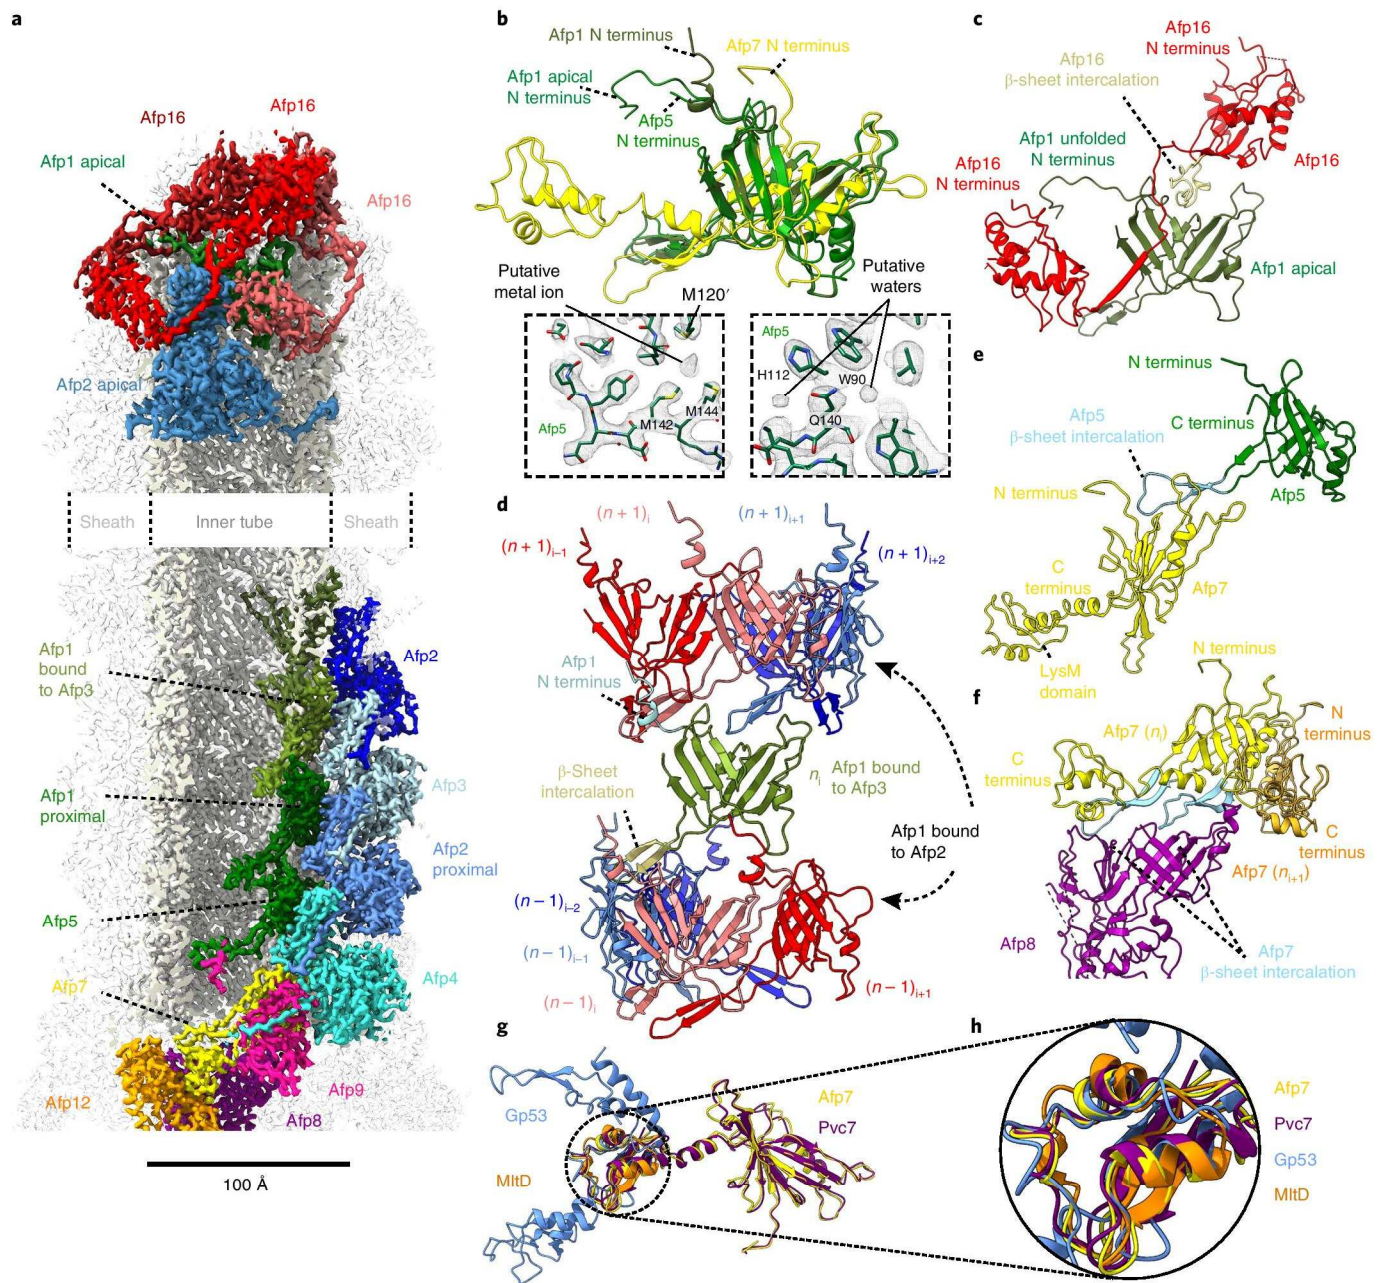 a
Afp16
Afp16
Afp1 apical
Afp16
Afp2 apical
Sheath
Inner tube
Sheath
Afp1
bound
to Afp3
Afp2
Afp1
proximal
Afp3
Afp2
proximal
Afp5
Afp7
Afp4
Afp12
Afp9
Afp8
100 Å
b
Afp1 N terminus
Afp7 N terminus
Afp1 apical
N terminus
Afp5
N terminus
Putative
metal ion
M120′
Putative
waters
Afp5
M142
M144
Afp5
H112
W90
Q140
c
Afp16
N terminus
Afp16
β-sheet intercalation
Afp1 unfolded
N terminus
Afp16
N terminus
Afp16
Afp1 apical
d
(n + 1)i
(n + 1)i+1
(n + 1)i–1
(n + 1)i+2
Afp1
N terminus
β-Sheet
intercalation
ni
Afp1 bound
to Afp3
Afp1 bound
to Afp2
(n – 1)i–2
(n – 1)i–1
(n – 1)i
(n – 1)i+1
e
N terminus
Afp5
β-sheet intercalation
C terminus
N terminus
Afp5
C
terminus
Afp7
LysM
domain
f
N terminus
Afp7 (ni)
N
terminus
C
terminus
C
terminus
Afp7 (ni+1)
Afp8
Afp7
β-sheet intercalation
g
Gp53
Afp7
Pvc7
MltD
h
Afp7
Pvc7
Gp53
MltD